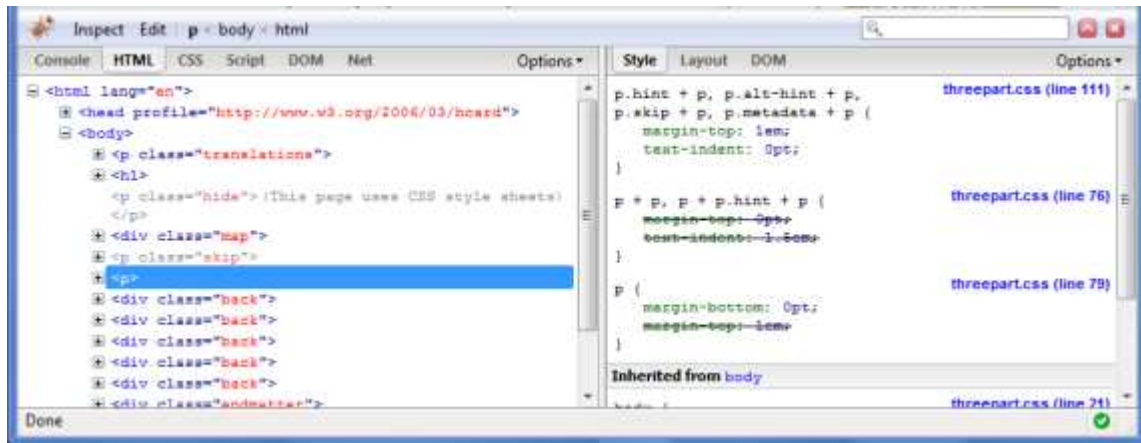 Inspect Edit p < body < html
Console HTML CSS Script DOM Net Options
<html lang="en">
<head profile="http://www.w3.org/2006/03/hcard">
<body>
<p class="translations">
<h1>
<p class="hide">(This page uses CSS style sheets)
</p>
<div class="map">
<p class="skip">
<p>
<div class="back">
<div class="back">
<div class="back">
<div class="back">
<div class="back">
<div class="endmatter">
Done
Style Layout DOM Options
p.hint + p, p.alt-hint + p, threepart.css (line 111)
p.skip + p, p.metadata + p {
margin-top: 1em;
text-indent: 0pt;
}
p + p, p + p.hint + p { threepart.css (line 76)
margin-top: 0pt;
text-indent: 1.5em;
}
p { threepart.css (line 79)
margin-bottom: 0pt;
margin-top: 1em;
}
Inherited from body
body { threepart.css (line 21)